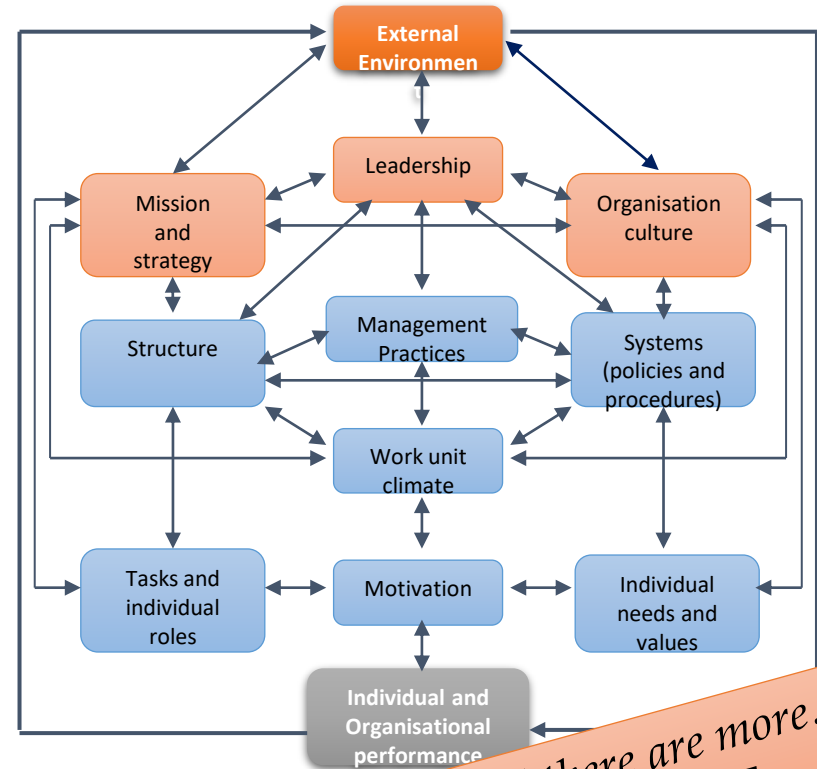 External
Environmen
t
Leadership
Mission
and
strategy
Organisation
culture
Structure
Management
Practices
Systems
(policies and
procedures)
Work unit
climate
Tasks and
individual
roles
Motivation
Individual
needs and
values
Individual and
Organisational
performance
there are more.